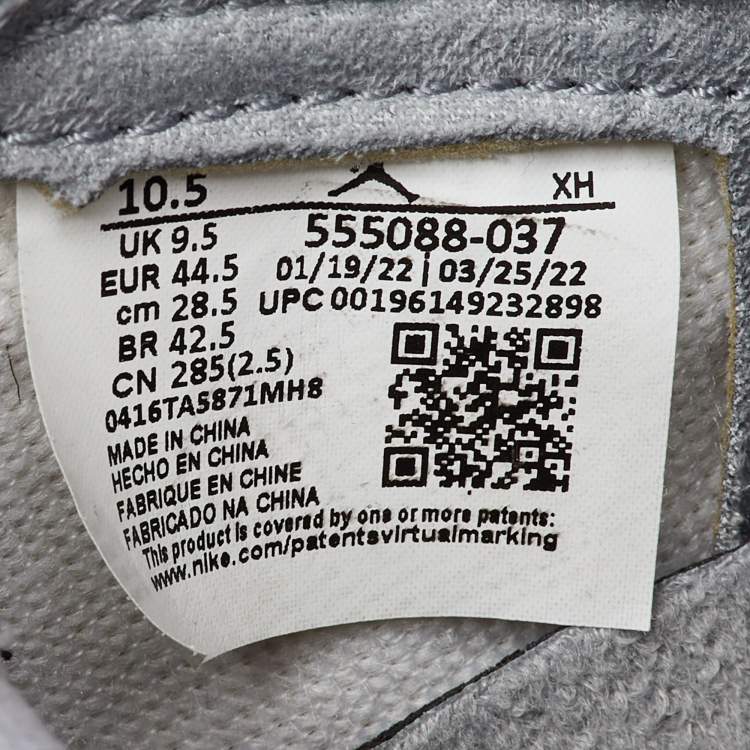 10.5 XH
UK 9.5 555088-037
EUR 44.5 01/19/22 | 03/25/22
cm 28.5 UPC 00196149232898
BR 42.5
CN 285(2.5)
0416TA5871MH8
MADE IN CHINA
HECHO EN CHINA
FABRIQUE EN CHINE
FABRICADO NA CHINA
This product is covered by one or more patents:
www.nike.com/patentsvirtualmarking